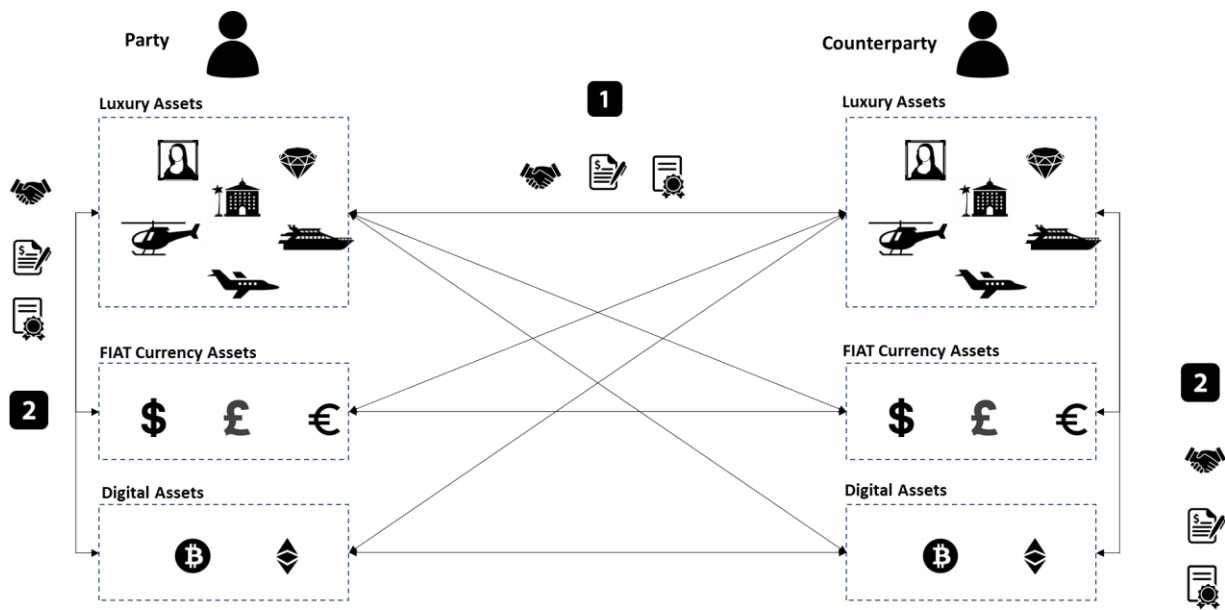 Party
Counterparty
1
Luxury Assets
Luxury Assets
$
$
FIAT Currency Assets
FIAT Currency Assets
2
$ £ €
$ £ €
2
Digital Assets
Digital Assets
₿
₿
$